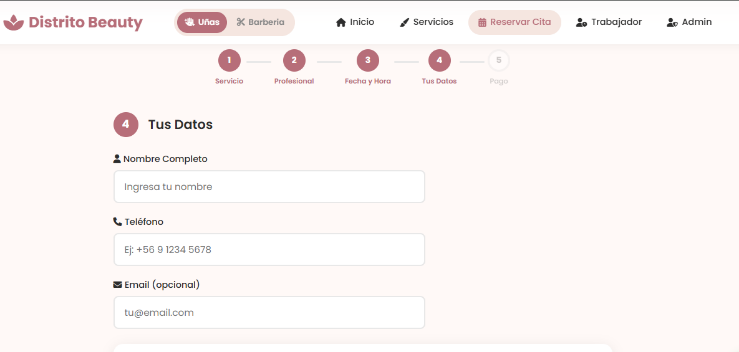 Distrito Beauty Uñas Barbería Inicio Servicios Reservar Cita Trabajador Admin
1 2 3 4 5
Servicio Profesional Fecha y Hora Tus Datos Pago
4 Tus Datos
Nombre Completo
Ingresa tu nombre
Teléfono
Ej: +56 9 1234 5678
Email (opcional)
tu@email.com